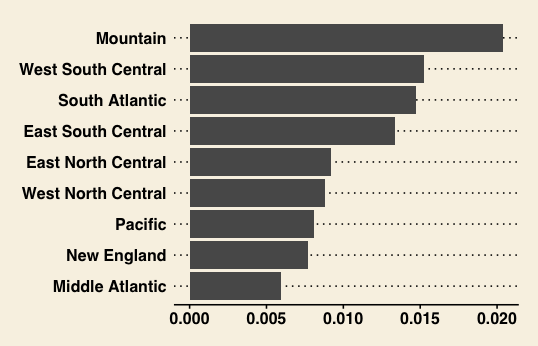 Mountain
West South Central
South Atlantic
East South Central
East North Central
West North Central
Pacific
New England
Middle Atlantic
0.000 0.005 0.010 0.015 0.020